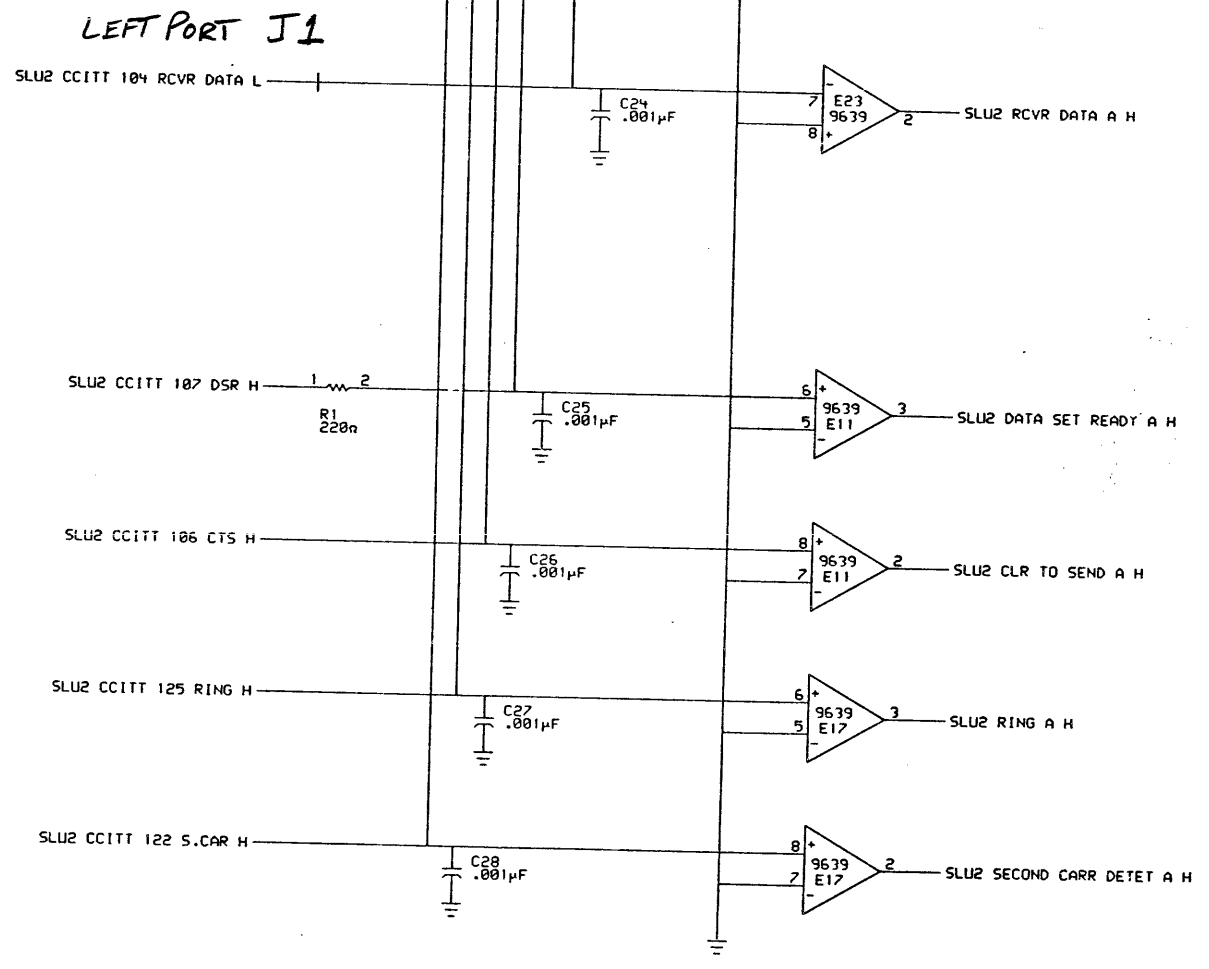 LEFT PORT J1
SLU2 CCITT 104 RCVR DATA L
C24
.001µF
7
8
-
+
E23
9639
2
SLU2 RCVR DATA A H
SLU2 CCITT 107 DSR H
1
2
R1
220Ω
C25
.001µF
6
5
+
-
9639
E11
3
SLU2 DATA SET READY A H
SLU2 CCITT 106 CTS H
C26
.001µF
8
7
+
-
9639
E11
2
SLU2 CLR TO SEND A H
SLU2 CCITT 125 RING H
C27
.001µF
6
5
+
-
9639
E17
3
SLU2 RING A H
SLU2 CCITT 122 S.CAR H
C28
.001µF
8
7
+
-
9639
E17
2
SLU2 SECOND CARR DETET A H